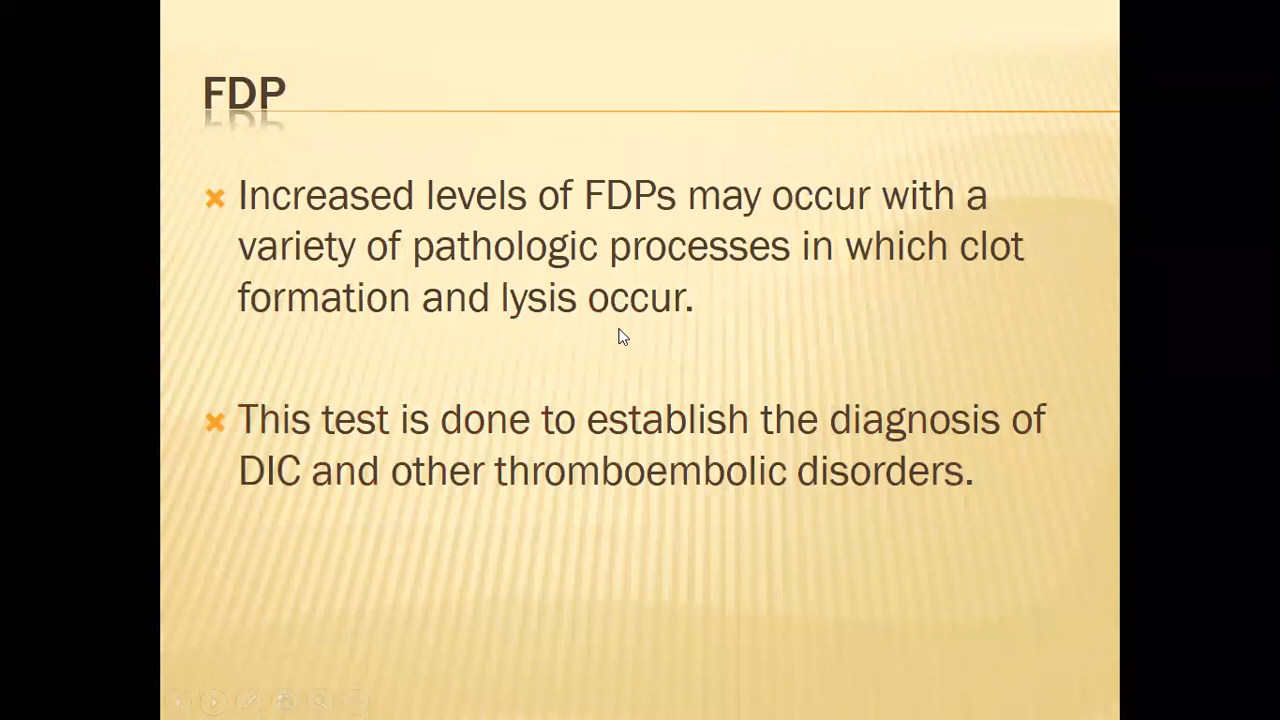 FDP
Increased levels of FDPs may occur with a
variety of pathologic processes in which clot
formation and lysis occur.
This test is done to establish the diagnosis of
DIC and other thromboembolic disorders.